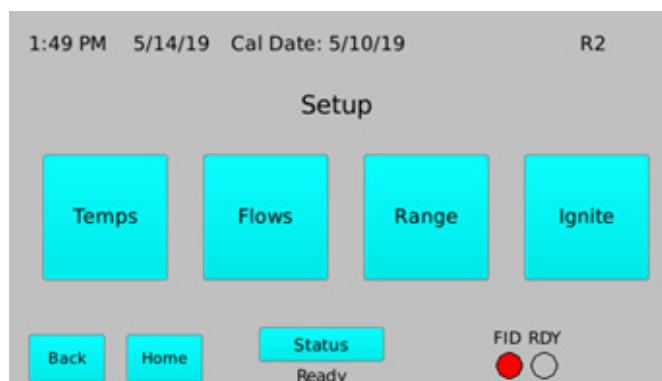 1:49 PM 5/14/19 Cal Date: 5/10/19 R2
Setup
Temps Flows Range Ignite
FID RDY
Back Home Status
Ready